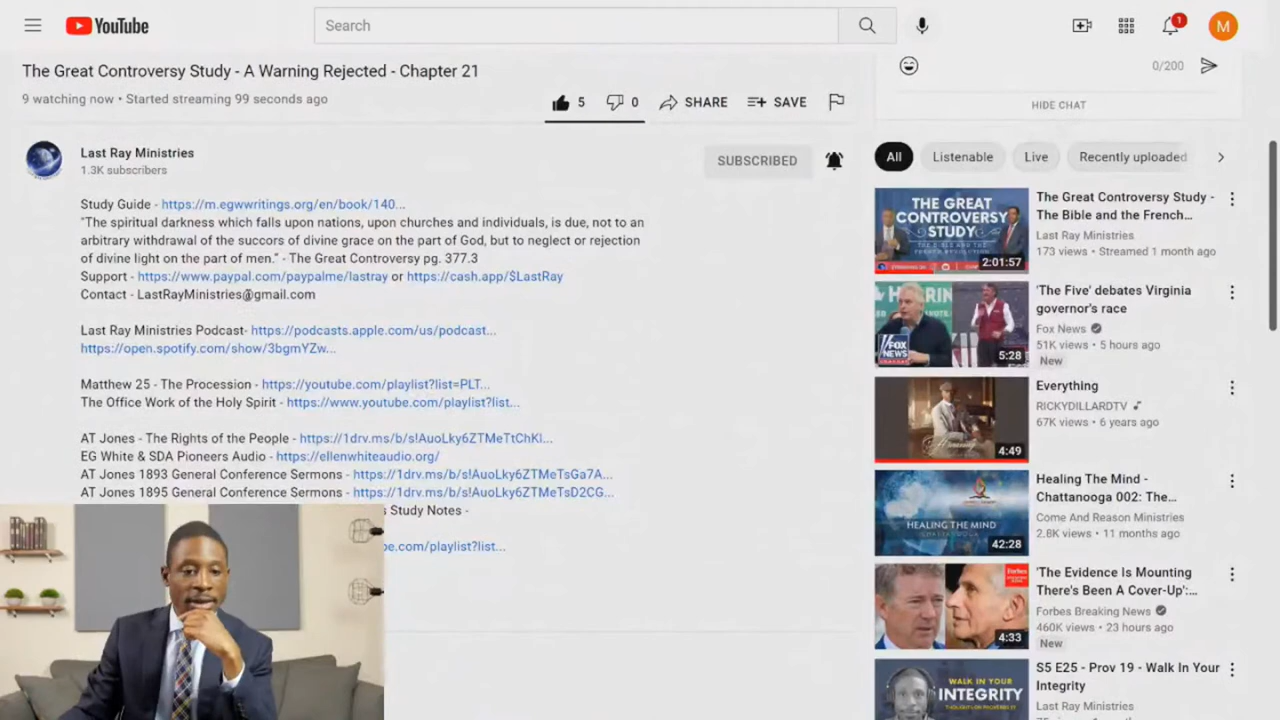 YouTube
Search
1
M
The Great Controversy Study - A Warning Rejected - Chapter 21
9 watching now • Started streaming 99 seconds ago
5
0
SHARE
SAVE
Last Ray Ministries
1.3K subscribers
SUBSCRIBED
Study Guide - https://m.egwwritings.org/en/book/140...
"The spiritual darkness which falls upon nations, upon churches and individuals, is due, not to an
arbitrary withdrawal of the succors of divine grace on the part of God, but to neglect or rejection
of divine light on the part of men." - The Great Controversy pg. 377.3
Support - https://www.paypal.com/paypalme/lastray or https://cash.app/$LastRay
Contact - LastRayMinistries@gmail.com
Last Ray Ministries Podcast- https://podcasts.apple.com/us/podcast...
https://open.spotify.com/show/3bgmYZw...
Matthew 25 - The Procession - https://youtube.com/playlist?list=PLT...
The Office Work of the Holy Spirit - https://www.youtube.com/playlist?list...
AT Jones - The Rights of the People - https://1drv.ms/b/s!AuoLky6ZTMeTtChKl...
EG White & SDA Pioneers Audio - https://ellenwhiteaudio.org/
AT Jones 1893 General Conference Sermons - https://1drv.ms/b/s!AuoLky6ZTMeTsGa7A...
AT Jones 1895 General Conference Sermons - https://1drv.ms/b/s!AuoLky6ZTMeTsD2CG...
s Study Notes -
e.com/playlist?list...
0/200
HIDE CHAT
All
Listenable
Live
Recently uploaded
THE GREAT
CONTROVERSY
STUDY
THE BIBLE AND THE
FRENCH REVOLUTION
2:01:57
The Great Controversy Study -
The Bible and the French...
Last Ray Ministries
173 views • Streamed 1 month ago
FOX
NEWS
5:28
'The Five' debates Virginia
governor's race
Fox News
51K views • 5 hours ago
New
4:49
Everything
RICKYDILLARDTV
67K views • 6 years ago
HEALING THE MIND
42:28
Healing The Mind -
Chattanooga 002: The...
Come And Reason Ministries
2.8K views • 11 months ago
Forbes
4:33
'The Evidence Is Mounting
There's Been A Cover-Up':...
Forbes Breaking News
460K views • 23 hours ago
New
WALK IN YOUR
INTEGRITY
S5 E25 - Prov 19 - Walk In Your
Integrity
Last Ray Ministries